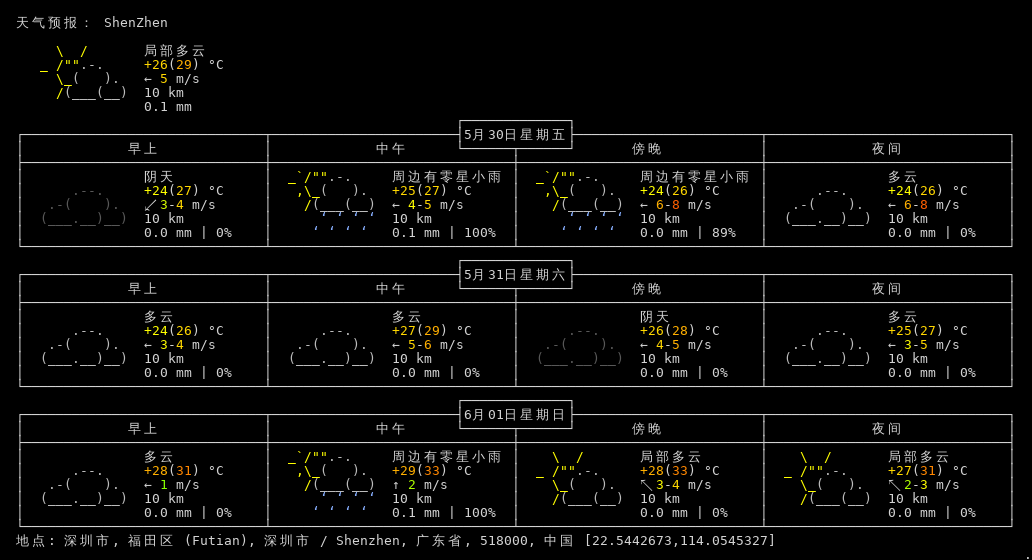 天气预报： ShenZhen
局部多云
+26(29) °C
← 5 m/s
10 km
0.1 mm
5月30日星期五
早上 中午 傍晚 夜间
阴天 周边有零星小雨 周边有零星小雨 多云
+24(27) °C +25(27) °C +24(26) °C +24(26) °C
↙ 3-4 m/s ← 4-5 m/s ← 6-8 m/s ← 6-8 m/s
10 km 10 km 10 km 10 km
0.0 mm | 0% 0.1 mm | 100% 0.0 mm | 89% 0.0 mm | 0%
5月31日星期六
早上 中午 傍晚 夜间
多云 多云 阴天 多云
+24(26) °C +27(29) °C +26(28) °C +25(27) °C
← 3-4 m/s ← 5-6 m/s ← 4-5 m/s ← 3-5 m/s
10 km 10 km 10 km 10 km
0.0 mm | 0% 0.0 mm | 0% 0.0 mm | 0% 0.0 mm | 0%
6月01日星期日
早上 中午 傍晚 夜间
多云 周边有零星小雨 局部多云 局部多云
+28(31) °C +29(33) °C +28(33) °C +27(31) °C
← 1 m/s ↑ 2 m/s ↖ 3-4 m/s ↖ 2-3 m/s
10 km 10 km 10 km 10 km
0.0 mm | 0% 0.1 mm | 100% 0.0 mm | 0% 0.0 mm | 0%
地点: 深圳市, 福田区 (Futian), 深圳市 / Shenzhen, 广东省, 518000, 中国 [22.5442673,114.0545327]